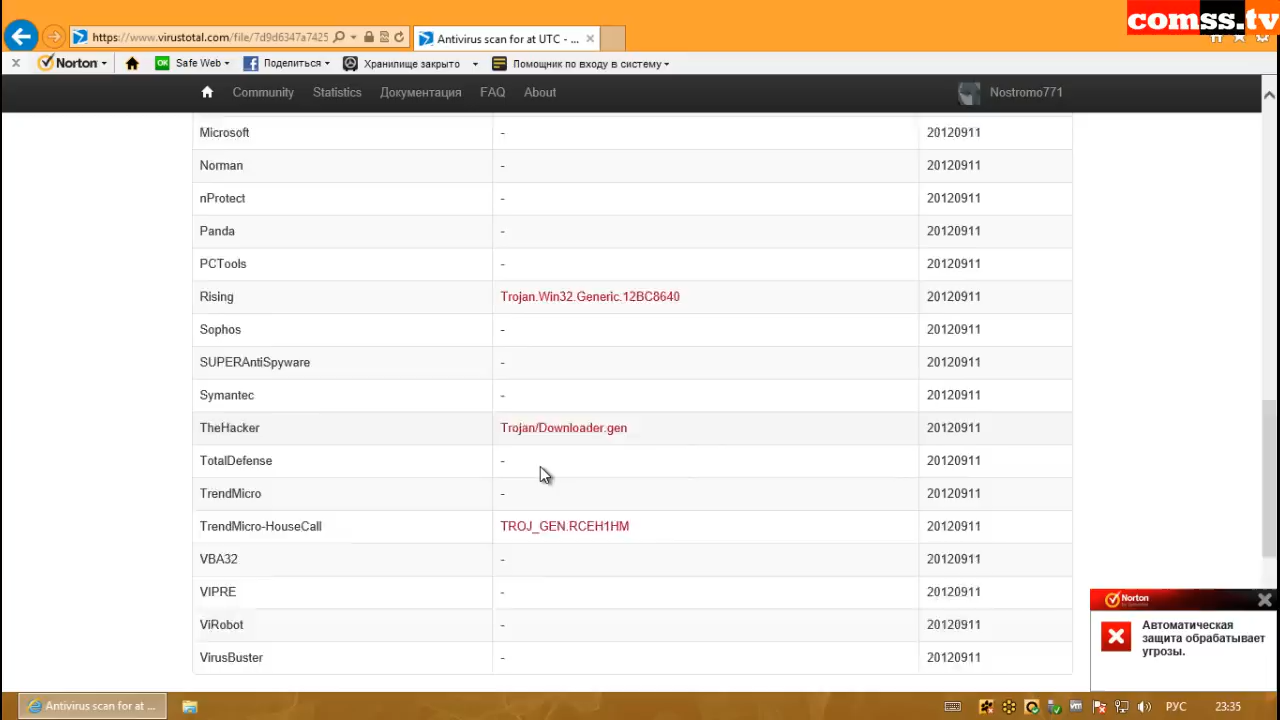 comss.tv
https://www.virustotal.com/file/7d9d6347a7425
Antivirus scan for at UTC - ...
Norton
OK Safe Web
Поделиться
Хранилище закрыто
Помощник по входу в систему
Community Statistics Документация FAQ About Nostromo771
Microsoft - 20120911
Norman - 20120911
nProtect - 20120911
Panda - 20120911
PCTools - 20120911
Rising Trojan.Win32.Generic.12BC8640 20120911
Sophos - 20120911
SUPERAntiSpyware - 20120911
Symantec - 20120911
TheHacker Trojan/Downloader.gen 20120911
TotalDefense - 20120911
TrendMicro - 20120911
TrendMicro-HouseCall TROJ_GEN.RCEH1HM 20120911
VBA32 - 20120911
VIPRE - 20120911
ViRobot - 20120911
VirusBuster - 20120911
Norton
Автоматическая
защита обрабатывает
угрозы.
Antivirus scan for at ...
РУС 23:35